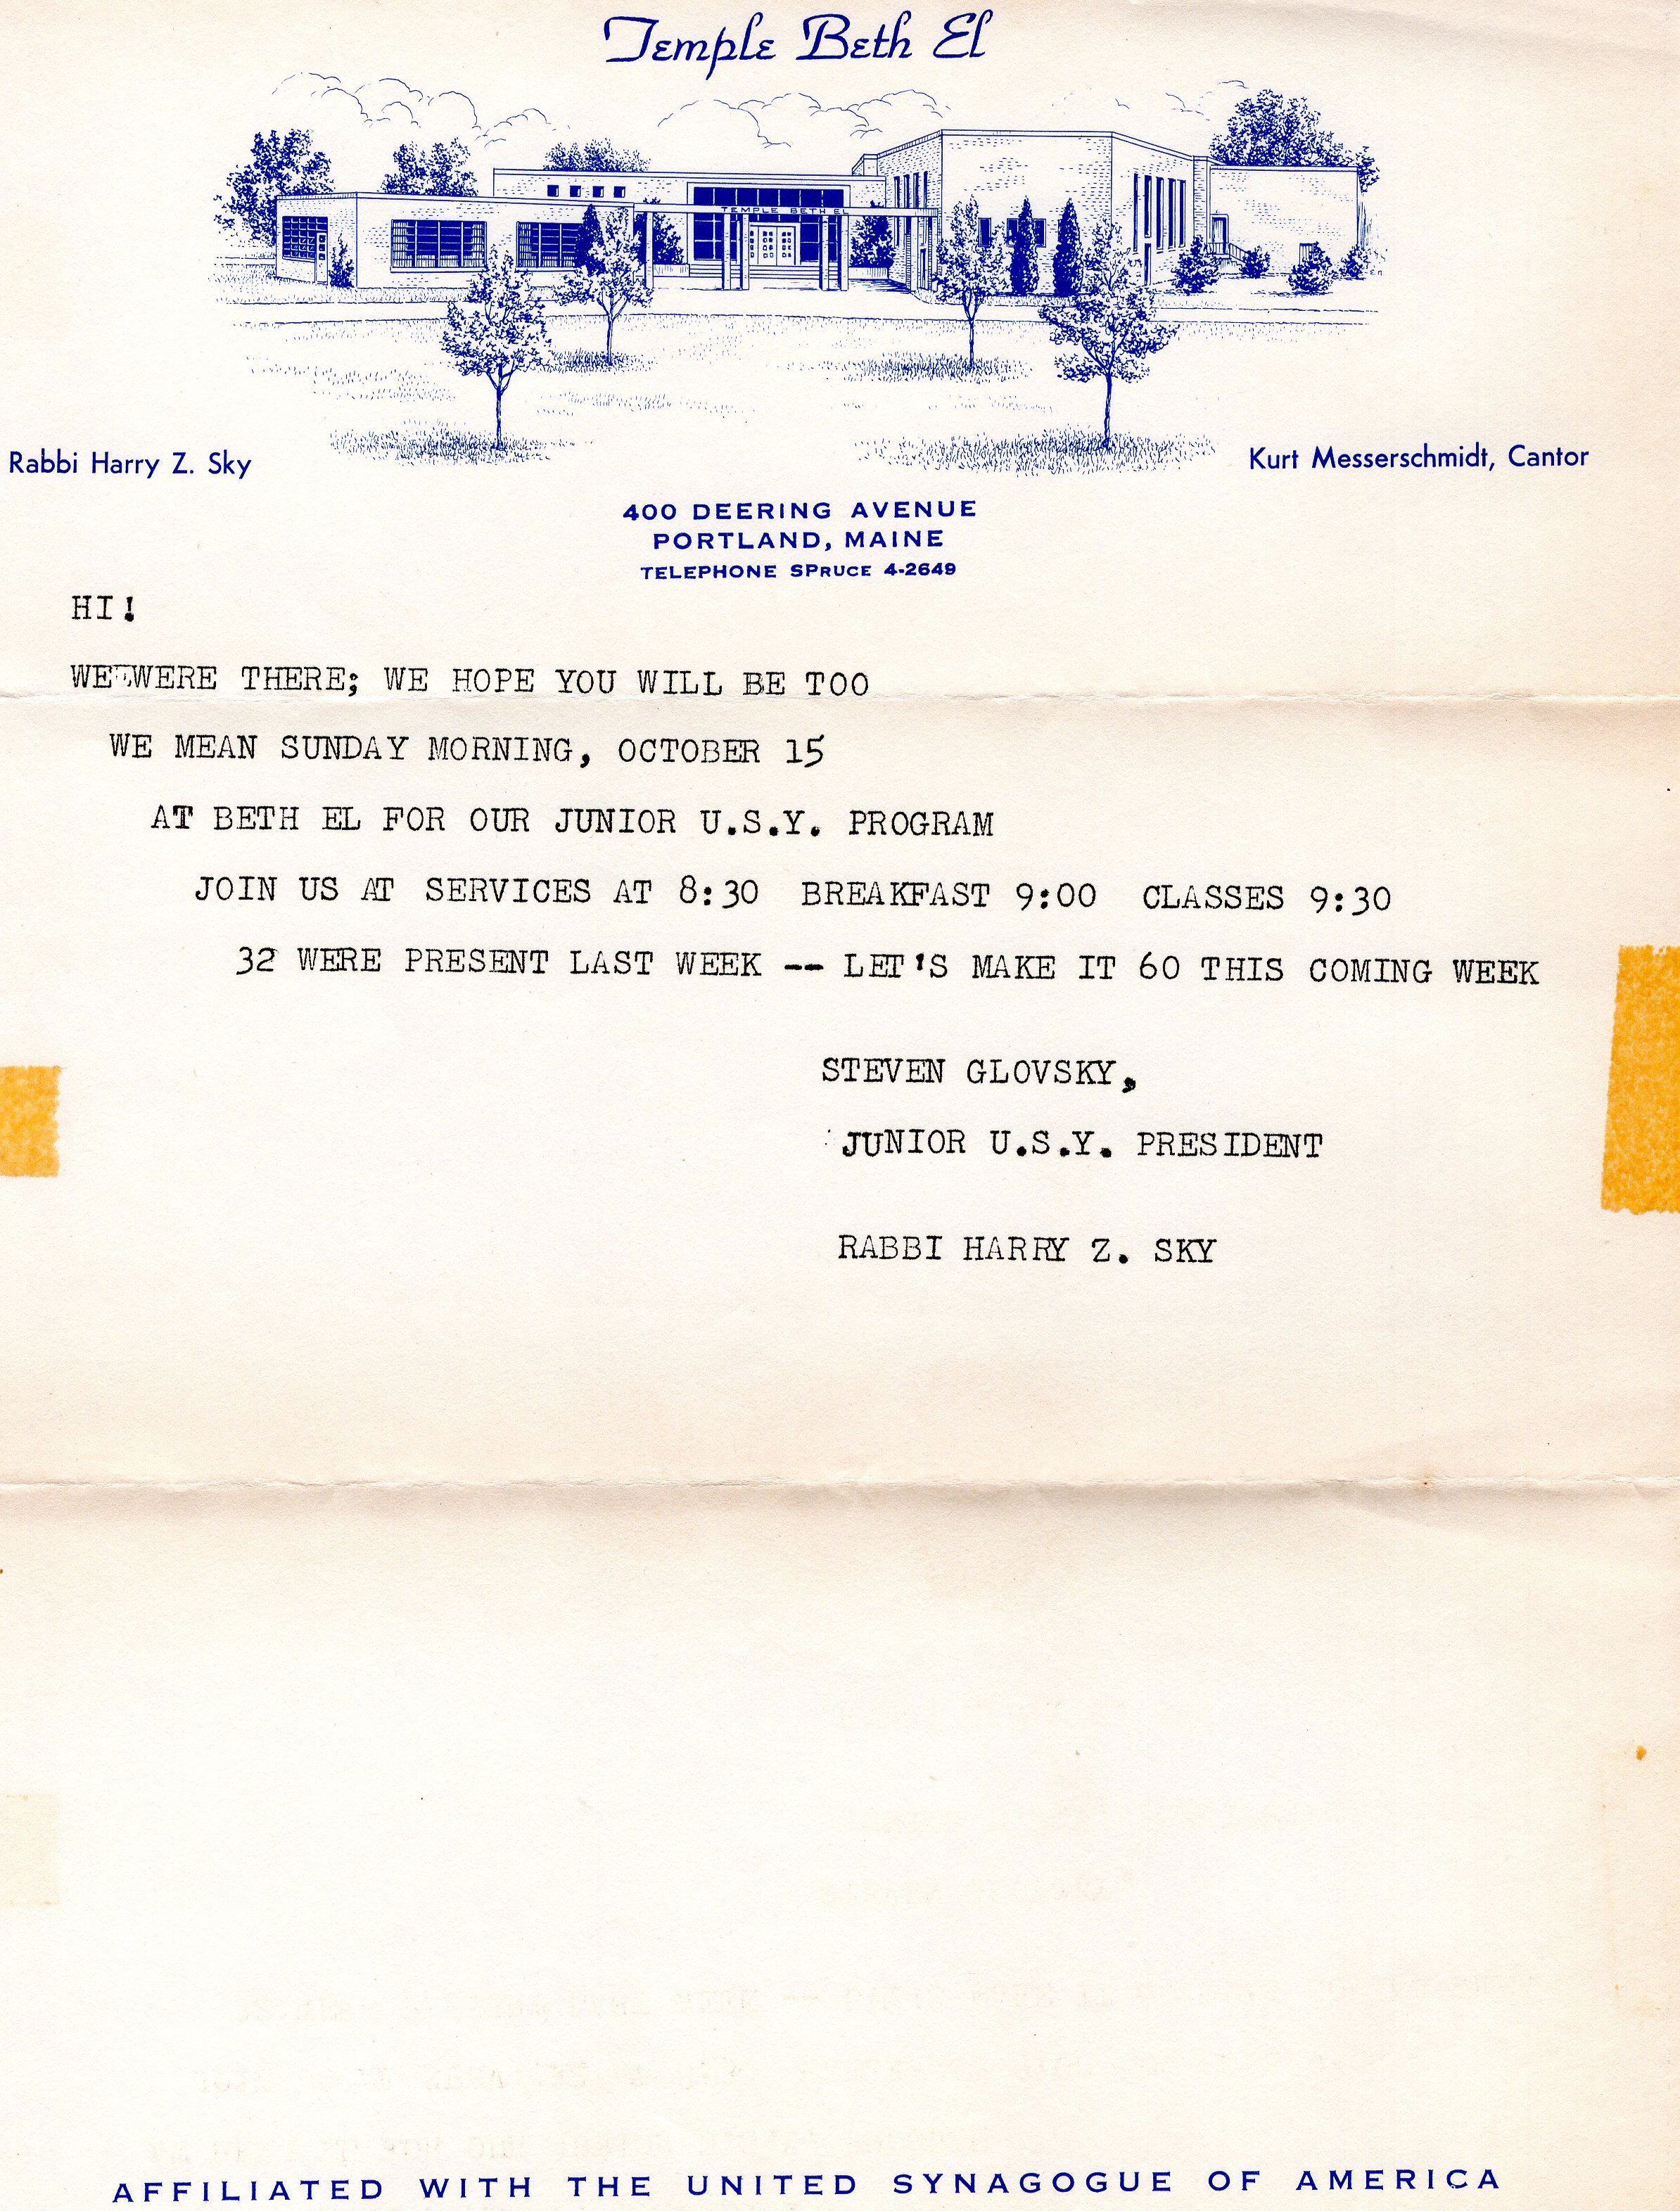 Temple Beth El
TEMPLE BETH EL
Rabbi Harry Z. Sky
Kurt Messerschmidt, Cantor
400 DEERING AVENUE
PORTLAND, MAINE
TELEPHONE SPRUCE 4-2649
HI!
WE WERE THERE; WE HOPE YOU WILL BE TOO
WE MEAN SUNDAY MORNING, OCTOBER 15
AT BETH EL FOR OUR JUNIOR U.S.Y. PROGRAM
JOIN US AT SERVICES AT 8:30 BREAKFAST 9:00 CLASSES 9:30
32 WERE PRESENT LAST WEEK -- LET'S MAKE IT 60 THIS COMING WEEK
STEVEN GLOVSKY,
JUNIOR U.S.Y. PRESIDENT
RABBI HARRY Z. SKY
AFFILIATED WITH THE UNITED SYNAGOGUE OF AMERICA